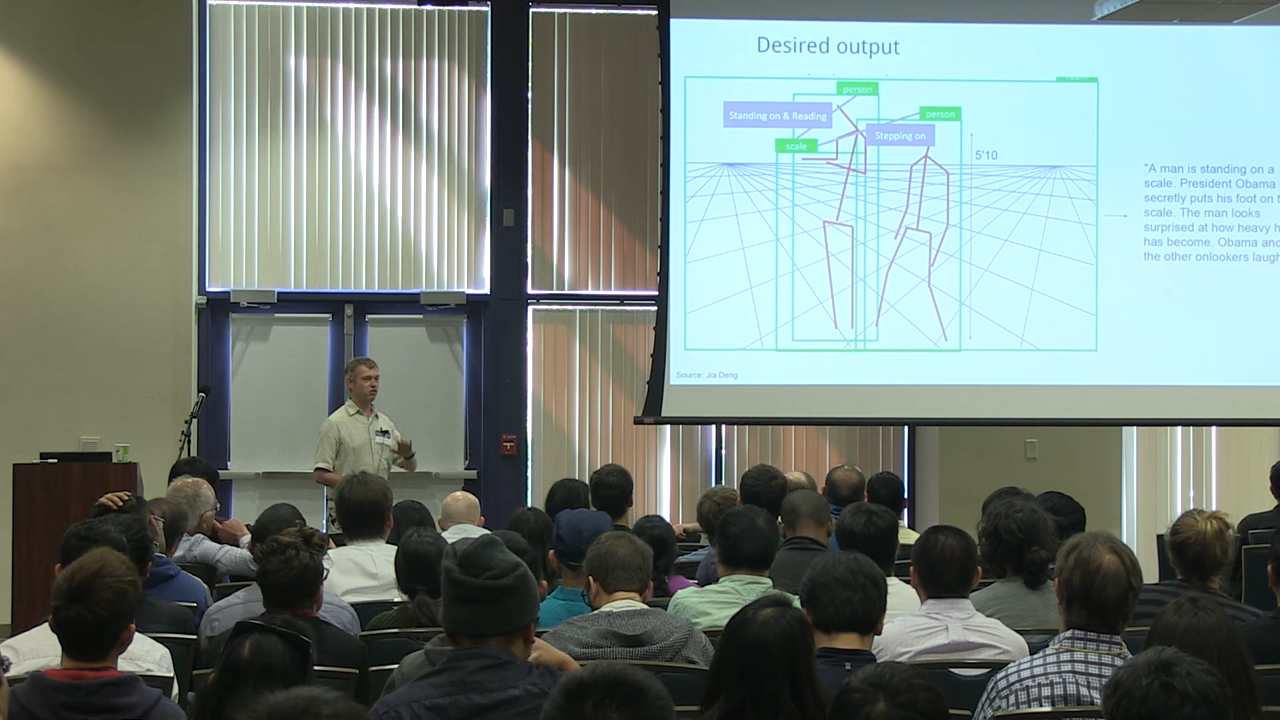 Desired output
person
Standing on & Reading
person
Stepping on
scale
5'10
"A man is standing on a
scale. President Obama
secretly puts his foot on
scale. The man looks
surprised at how heavy
has become. Obama and
the other onlookers laugh
Source: Jia Deng